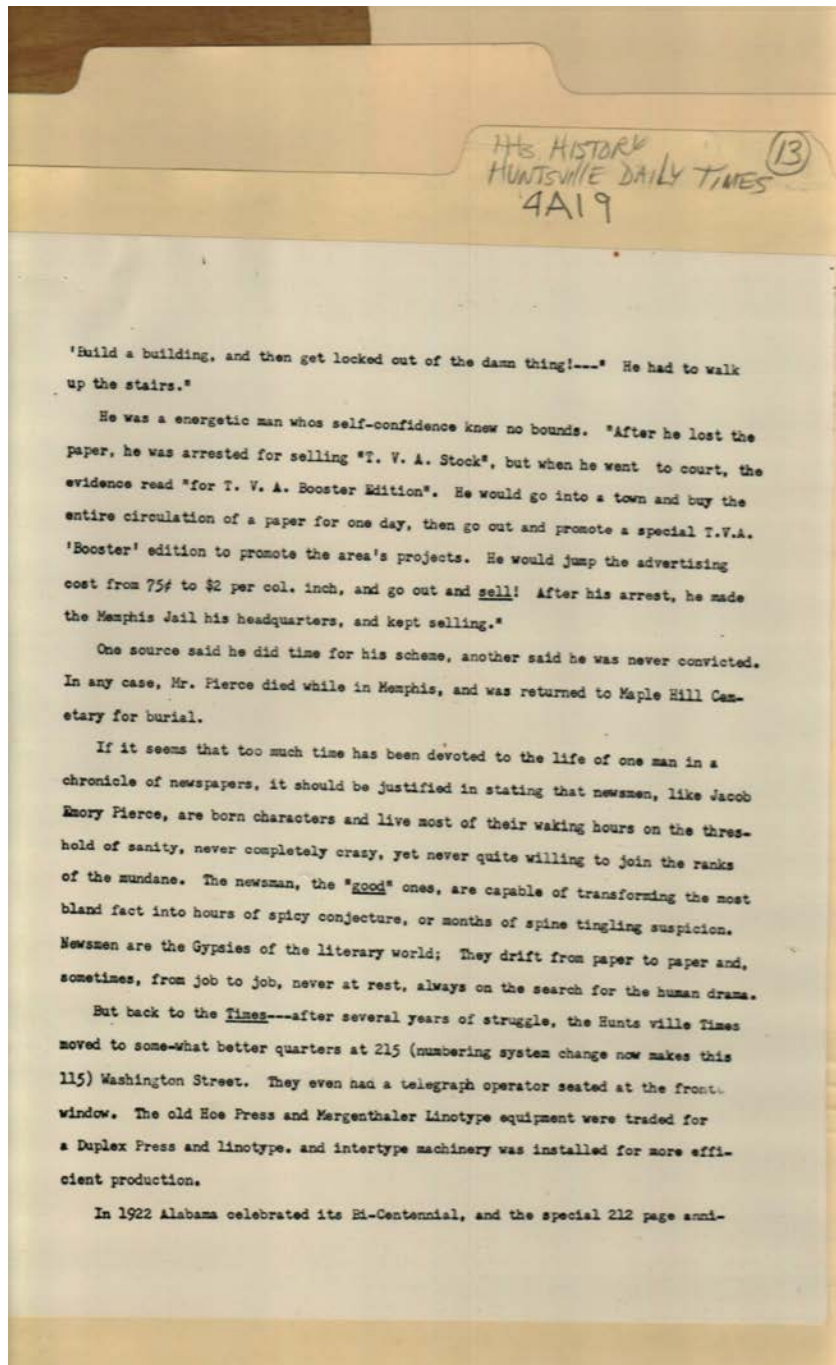 HHS HISTORY (13)
HUNTSVILLE DAILY TIMES
4A19
'Build a building, and then get locked out of the damn thing!---" He had to walk
up the stairs."
He was a energetic man whos self-confidence knew no bounds. "After he lost the
paper, he was arrested for selling "T. V. A. Stock", but when he went to court, the
evidence read "for T. V. A. Booster Edition". He would go into a town and buy the
entire circulation of a paper for one day, then go out and promote a special T.V.A.
'Booster' edition to promote the area's projects. He would jump the advertising
cost from 75¢ to $2 per col. inch, and go out and sell! After his arrest, he made
the Memphis Jail his headquarters, and kept selling."
One source said he did time for his scheme, another said he was never convicted.
In any case, Mr. Pierce died while in Memphis, and was returned to Maple Hill Cem-
etary for burial.
If it seems that too much time has been devoted to the life of one man in a
chronicle of newspapers, it should be justified in stating that newsmen, like Jacob
Emory Pierce, are born characters and live most of their waking hours on the thres-
hold of sanity, never completely crazy, yet never quite willing to join the ranks
of the mundane. The newsman, the "good" ones, are capable of transforming the most
bland fact into hours of spicy conjecture, or months of spine tingling suspicion.
Newsmen are the Gypsies of the literary world; They drift from paper to paper and,
sometimes, from job to job, never at rest, always on the search for the human drama.
But back to the Times---after several years of struggle, the Hunts ville Times
moved to some-what better quarters at 215 (numbering system change now makes this
115) Washington Street. They even had a telegraph operator seated at the front
window. The old Hoe Press and Mergenthaler Linotype equipment were traded for
a Duplex Press and linotype. and intertype machinery was installed for more effi-
cient production.
In 1922 Alabama celebrated its Bi-Centennial, and the special 212 page anni-